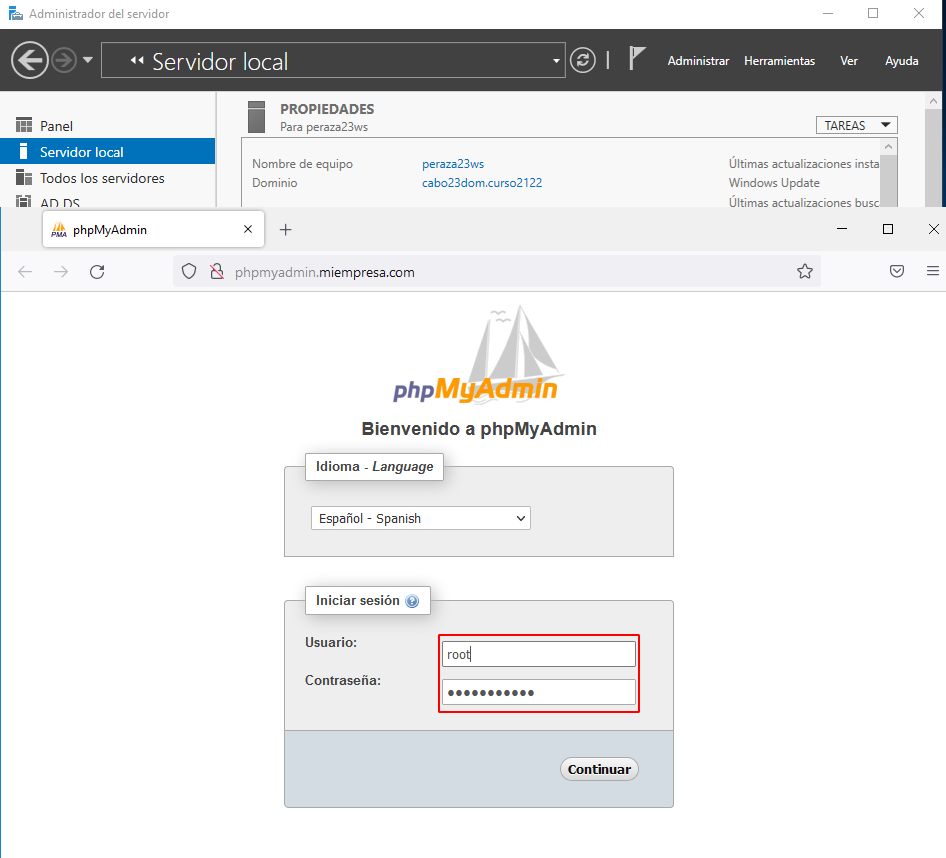 Administrador del servidor
Servidor local
Administrar Herramientas Ver Ayuda
Panel
Servidor local
Todos los servidores
AD DS
PROPIEDADES
Para peraza23ws
TAREAS
Nombre de equipo peraza23ws Últimas actualizaciones insta
Dominio cabo23dom.curso2122 Windows Update
Últimas actualizaciones busc
PMA phpMyAdmin
phpmyadmin.miempresa.com
phpMyAdmin
Bienvenido a phpMyAdmin
Idioma - Language
Español - Spanish
Iniciar sesión
Usuario: root
Contraseña: •••••••••••
Continuar